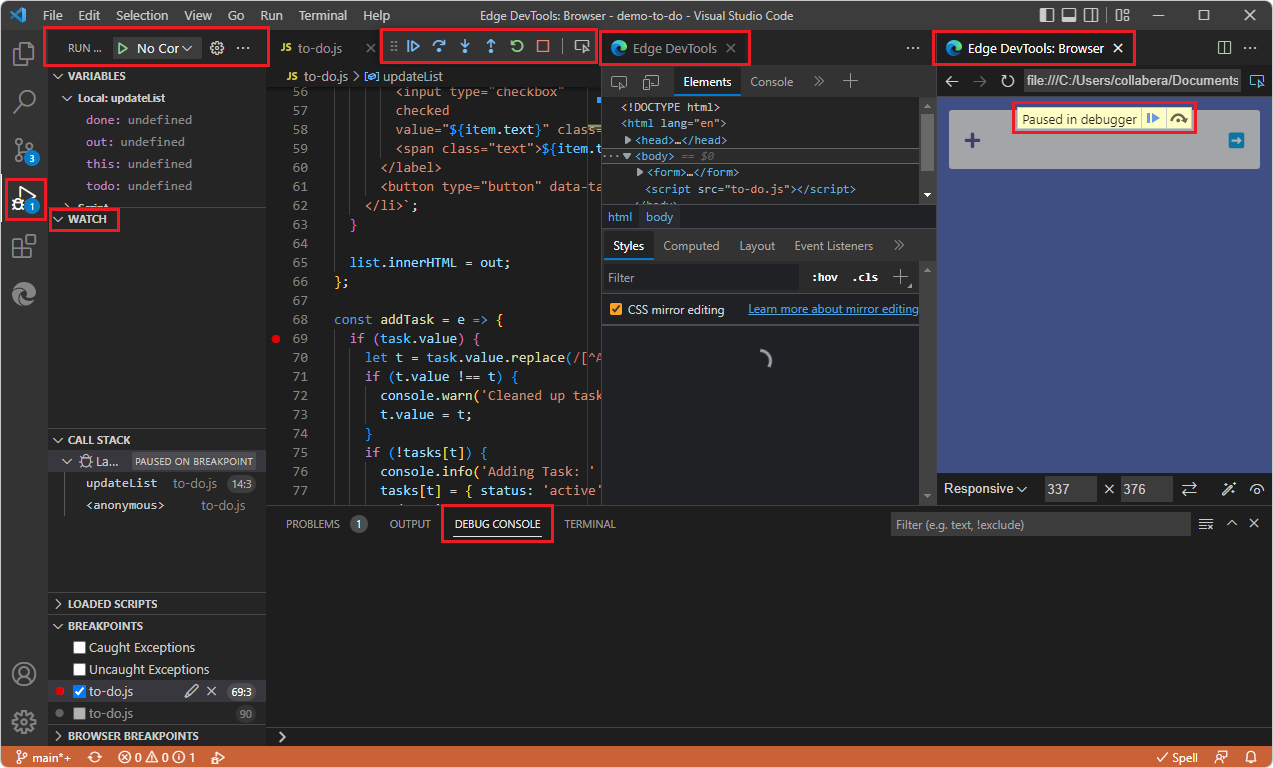 File Edit Selection View Go Run Terminal Help
Edge DevTools: Browser - demo-to-do - Visual Studio Code
RUN ... No Cor
VARIABLES
Local: updateList
done: undefined
out: undefined
this: undefined
todo: undefined
WATCH
3
1
CALL STACK
La... PAUSED ON BREAKPOINT
updateList to-do.js 14:3
<anonymous> to-do.js
LOADED SCRIPTS
BREAKPOINTS
Caught Exceptions
Uncaught Exceptions
to-do.js 69:3
to-do.js 90
BROWSER BREAKPOINTS
JS to-do.js
JS to-do.js > updateList
56 <input type="checkbox"
57 checked
58 value="${item.text}" class=
59 <span class="text">${item.t
60 </label>
61 <button type="button" data-ta
62 </li>`;
63 }
64
65 list.innerHTML = out;
66 };
67
68 const addTask = e => {
69 if (task.value) {
70 let t = task.value.replace(/[^A
71 if (t.value !== t) {
72 console.warn('Cleaned up task
73 t.value = t;
74 }
75 if (!tasks[t]) {
76 console.info('Adding Task: '
77 tasks[t] = { status: 'active'
Edge DevTools
Elements Console
<!DOCTYPE html>
<html lang="en">
<head>…</head>
<body> == $0
<form>…</form>
<script src="to-do.js"></script>
html body
Styles Computed Layout Event Listeners
Filter :hov .cls
CSS mirror editing Learn more about mirror editing
Edge DevTools: Browser
file:///C:/Users/collabera/Documents
Paused in debugger
Responsive 337 × 376
PROBLEMS 1 OUTPUT DEBUG CONSOLE TERMINAL
Filter (e.g. text, !exclude)
main*+ 0 0 1
Spell